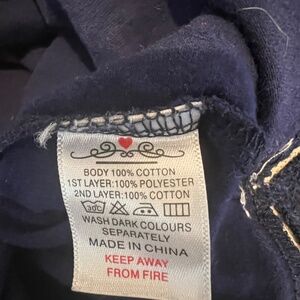 BODY 100% COTTON
1ST LAYER:100% POLYESTER
2ND LAYER:100% COTTON
WASH DARK COLOURS
SEPARATELY
MADE IN CHINA
KEEP AWAY
FROM FIRE